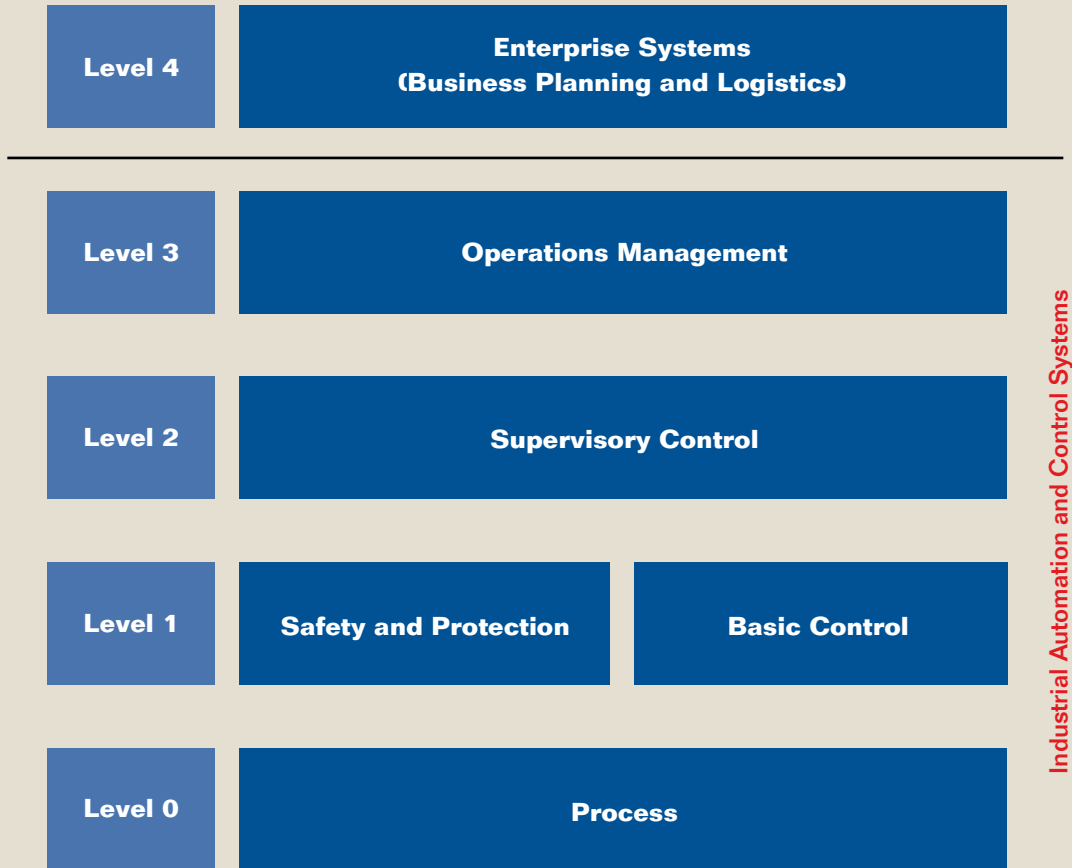 Level 4
Enterprise Systems
(Business Planning and Logistics)
Level 3
Operations Management
Level 2
Supervisory Control
Level 1
Safety and Protection
Basic Control
Level 0
Process
Industrial Automation and Control Systems